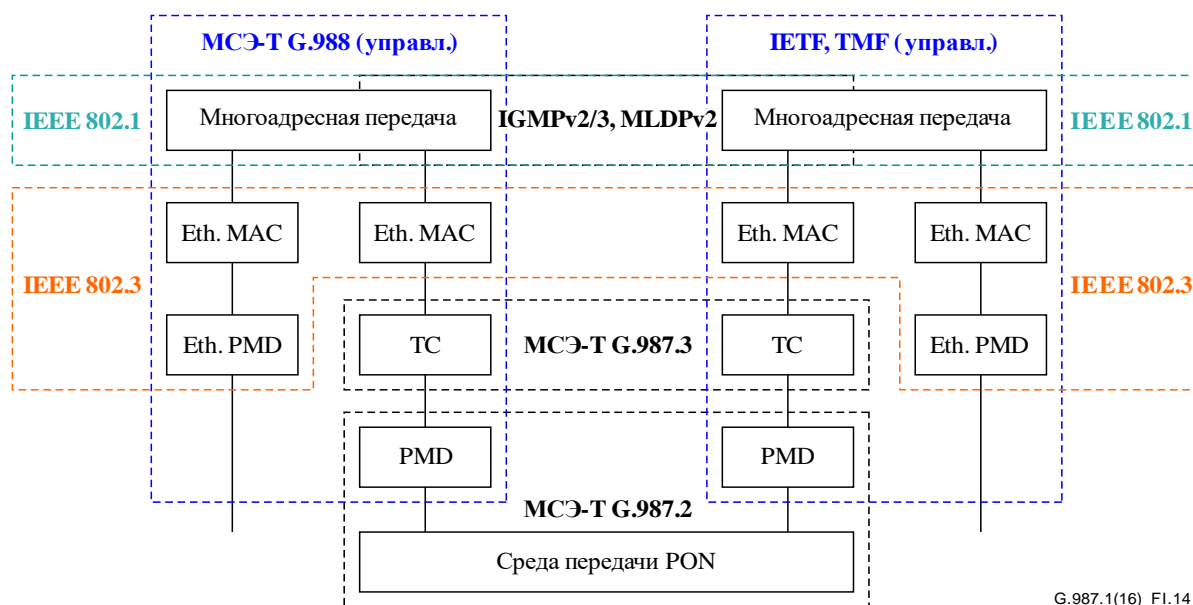 МСЭ-Т G.988 (управл.)
IETF, TMF (управл.)
IEEE 802.1
Многоадресная передача
IGMPv2/3, MLDPv2
Многоадресная передача
IEEE 802.1
Eth. MAC
Eth. MAC
Eth. MAC
Eth. MAC
IEEE 802.3
IEEE 802.3
Eth. PMD
TC
МСЭ-Т G.987.3
TC
Eth. PMD
PMD
PMD
МСЭ-Т G.987.2
Среда передачи PON
G.987.1(16)_FI.14